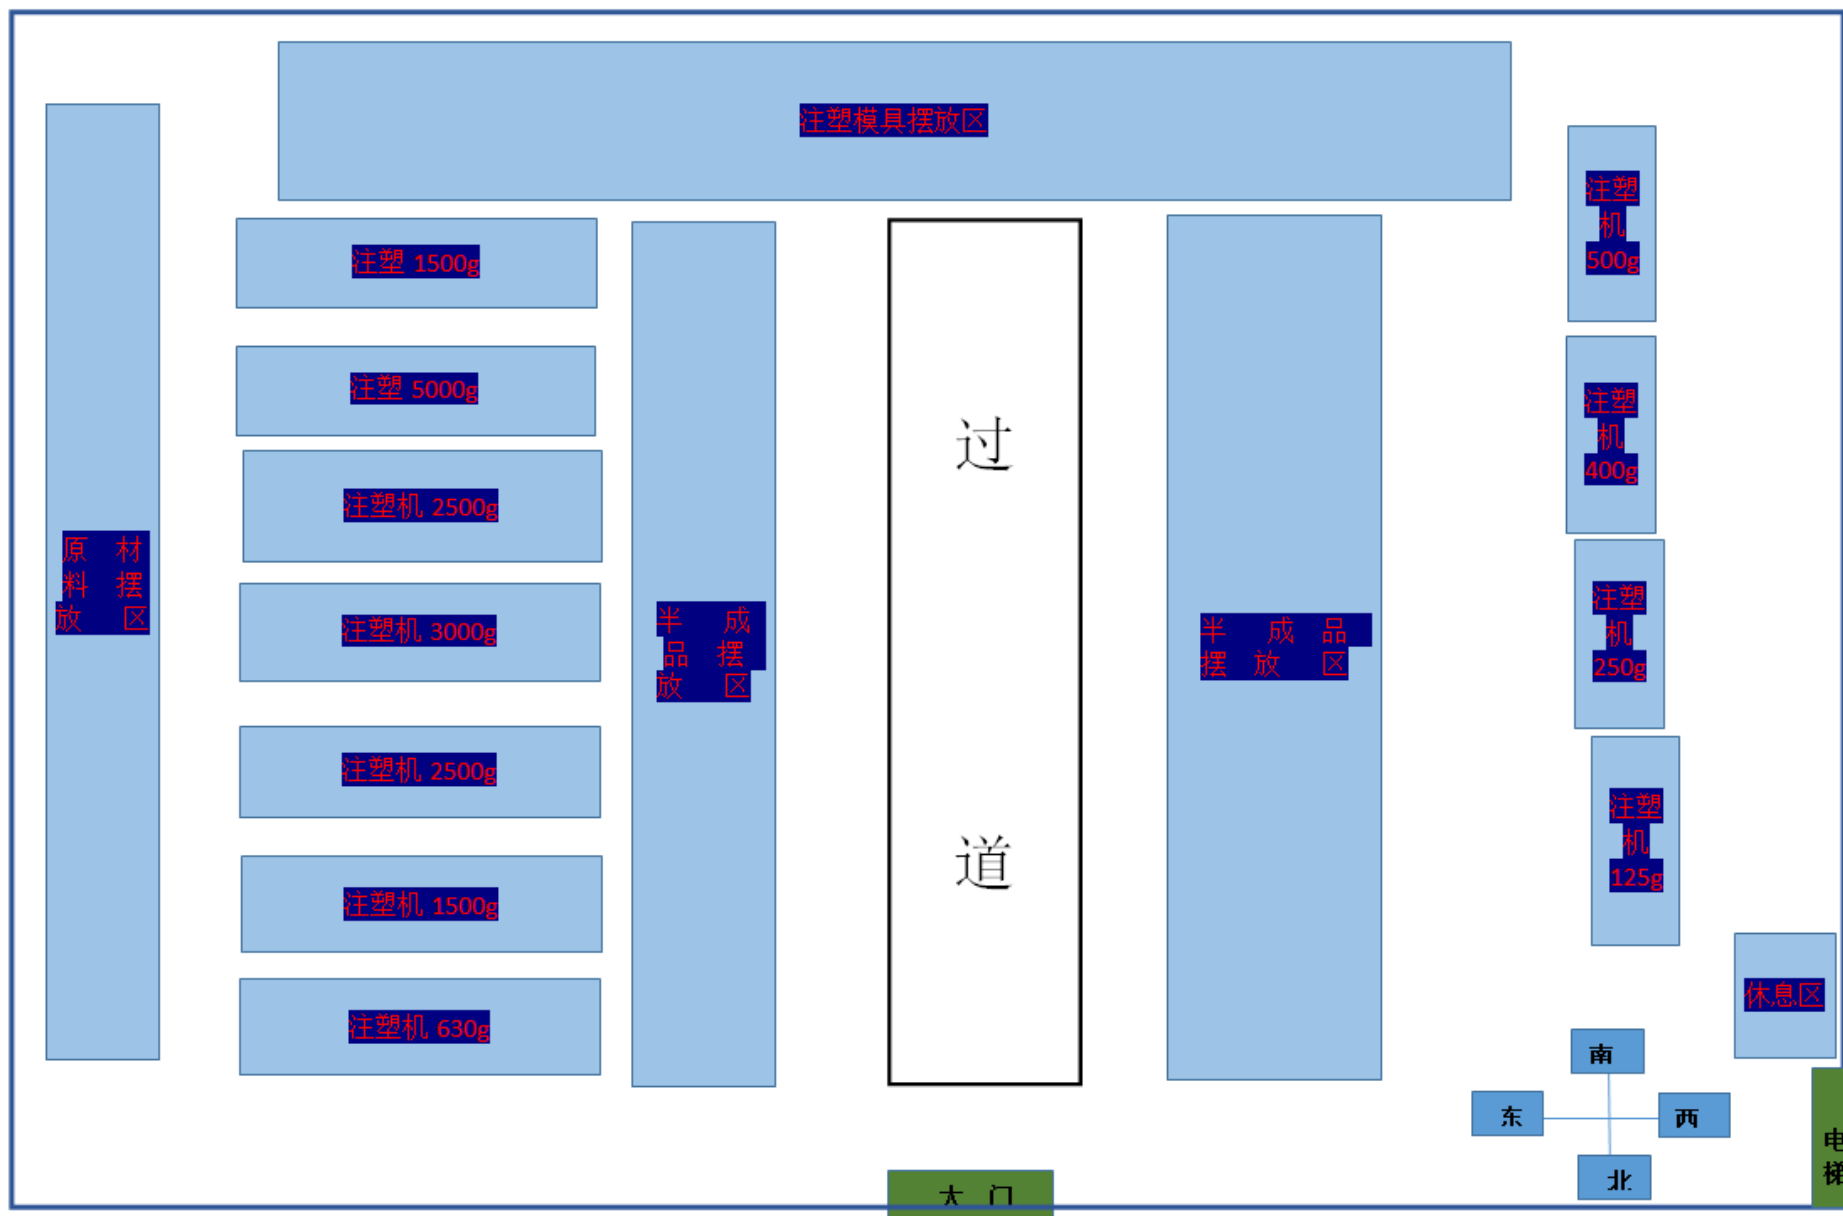 注塑模具摆放区
注塑 1500g
注塑 5000g
注塑机 2500g
注塑机 3000g
注塑机 2500g
注塑机 1500g
注塑机 630g
原 材
料 摆
放 区
半 成
品 摆
放 区
过
道
半 成 品
摆 放 区
注塑
机
500g
注塑
机
400g
注塑
机
250g
注塑
机
125g
休息区
南
东
西
北
大 门
电
梯